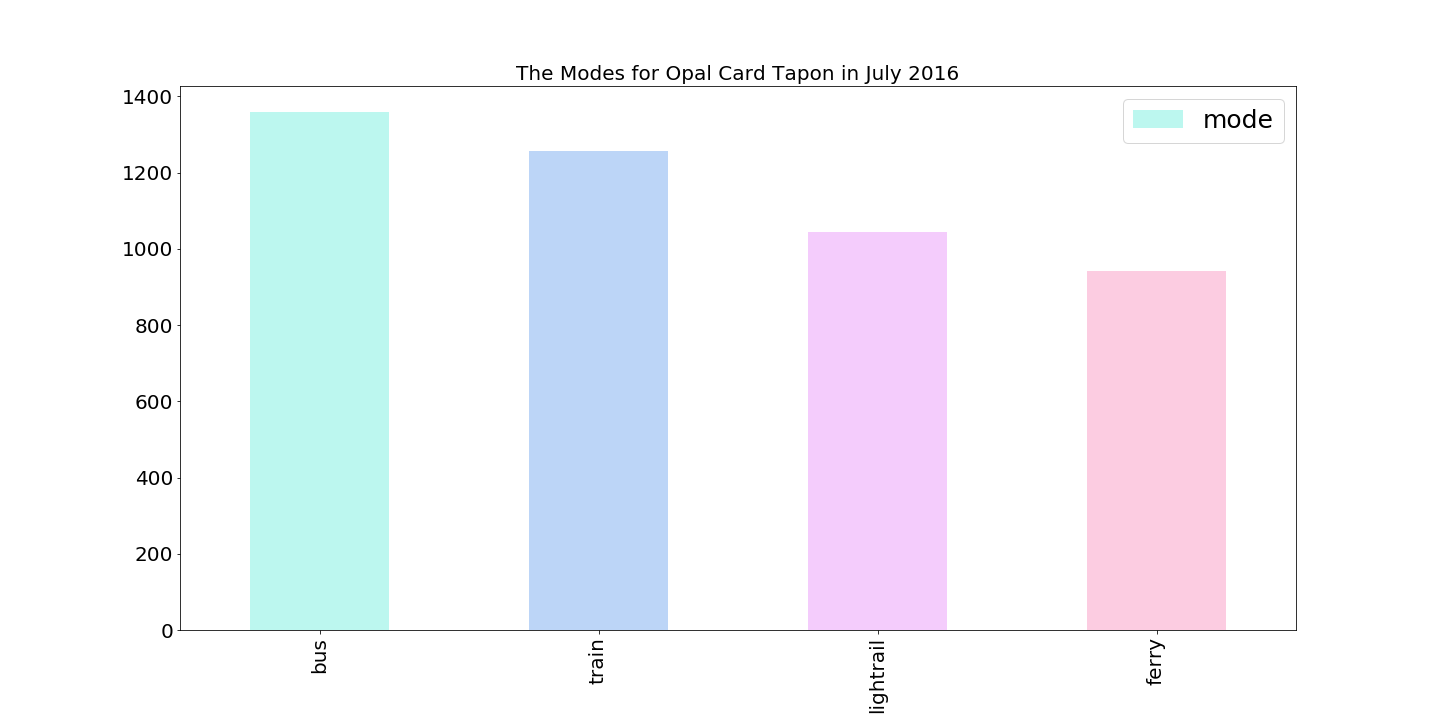 The Modes for Opal Card Tapon in July 2016
mode
1400
1200
1000
800
600
400
200
0
bus
train
lightrail
ferry